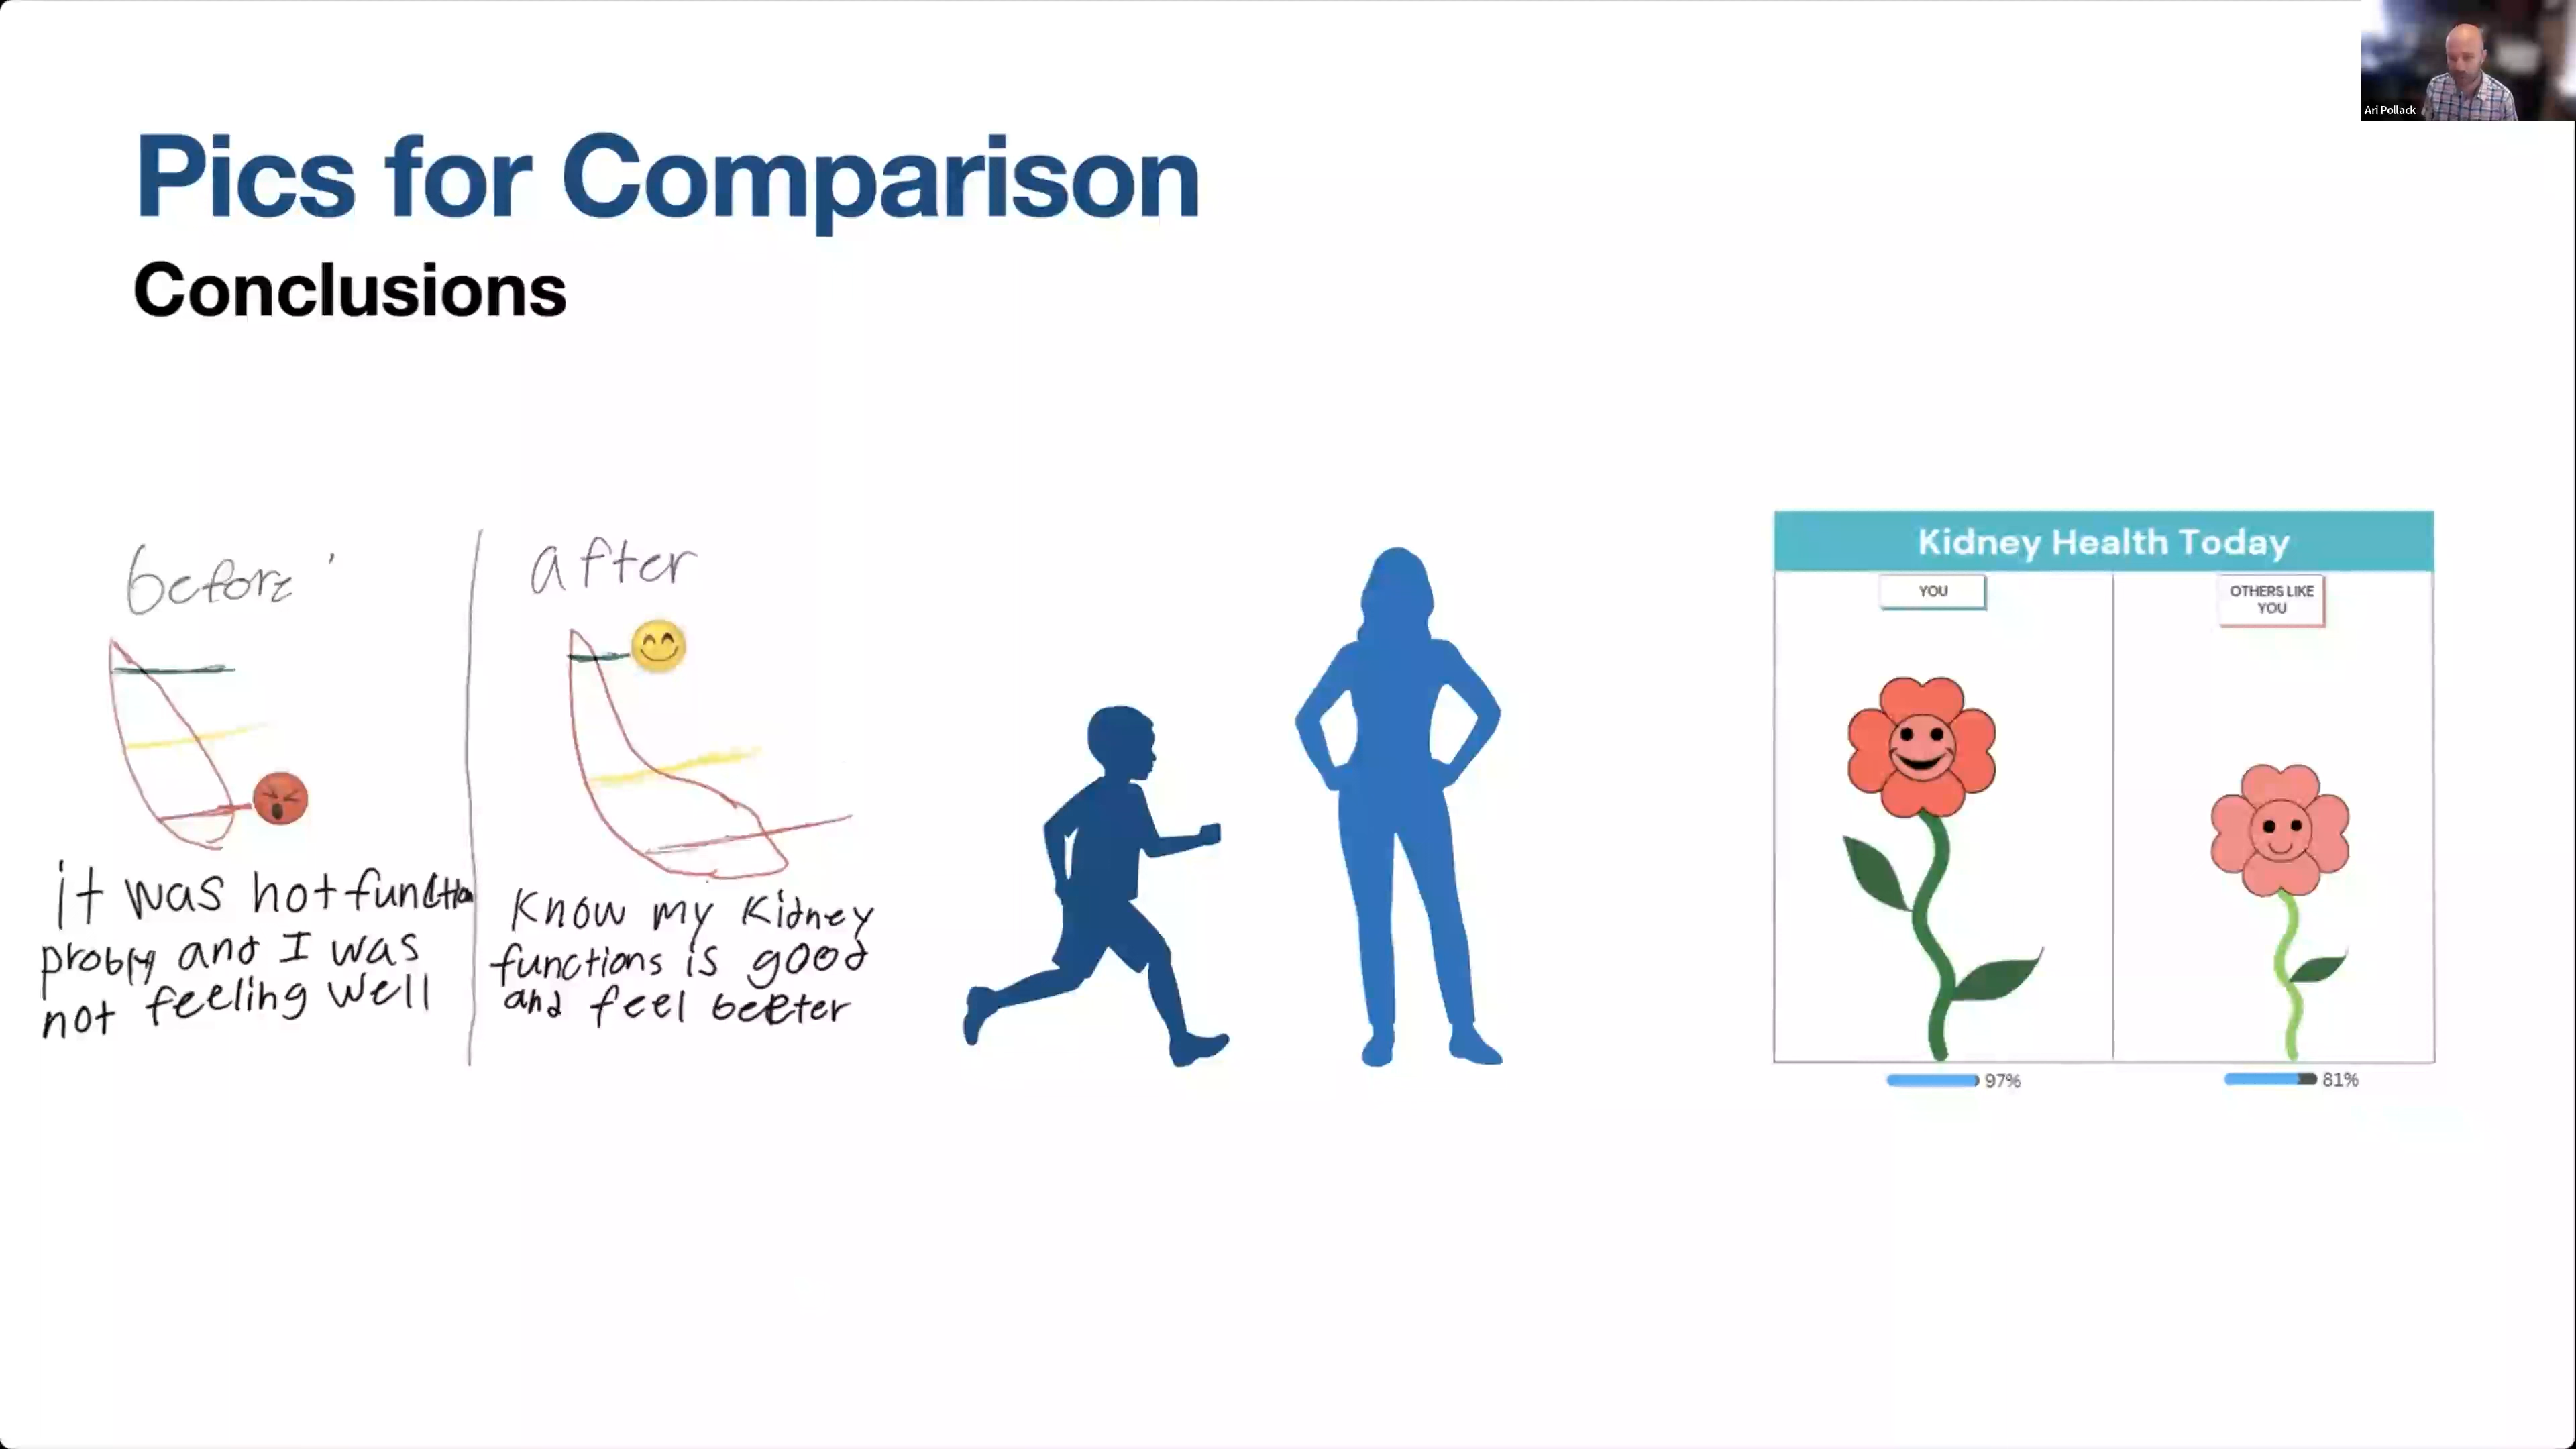 Ari Pollack
Pics for Comparison
Conclusions
before
it was not function
probly and I was
not feeling well
after
Know my Kidney
functions is good
and feel better
Kidney Health Today
YOU
OTHERS LIKE
YOU
97%
81%